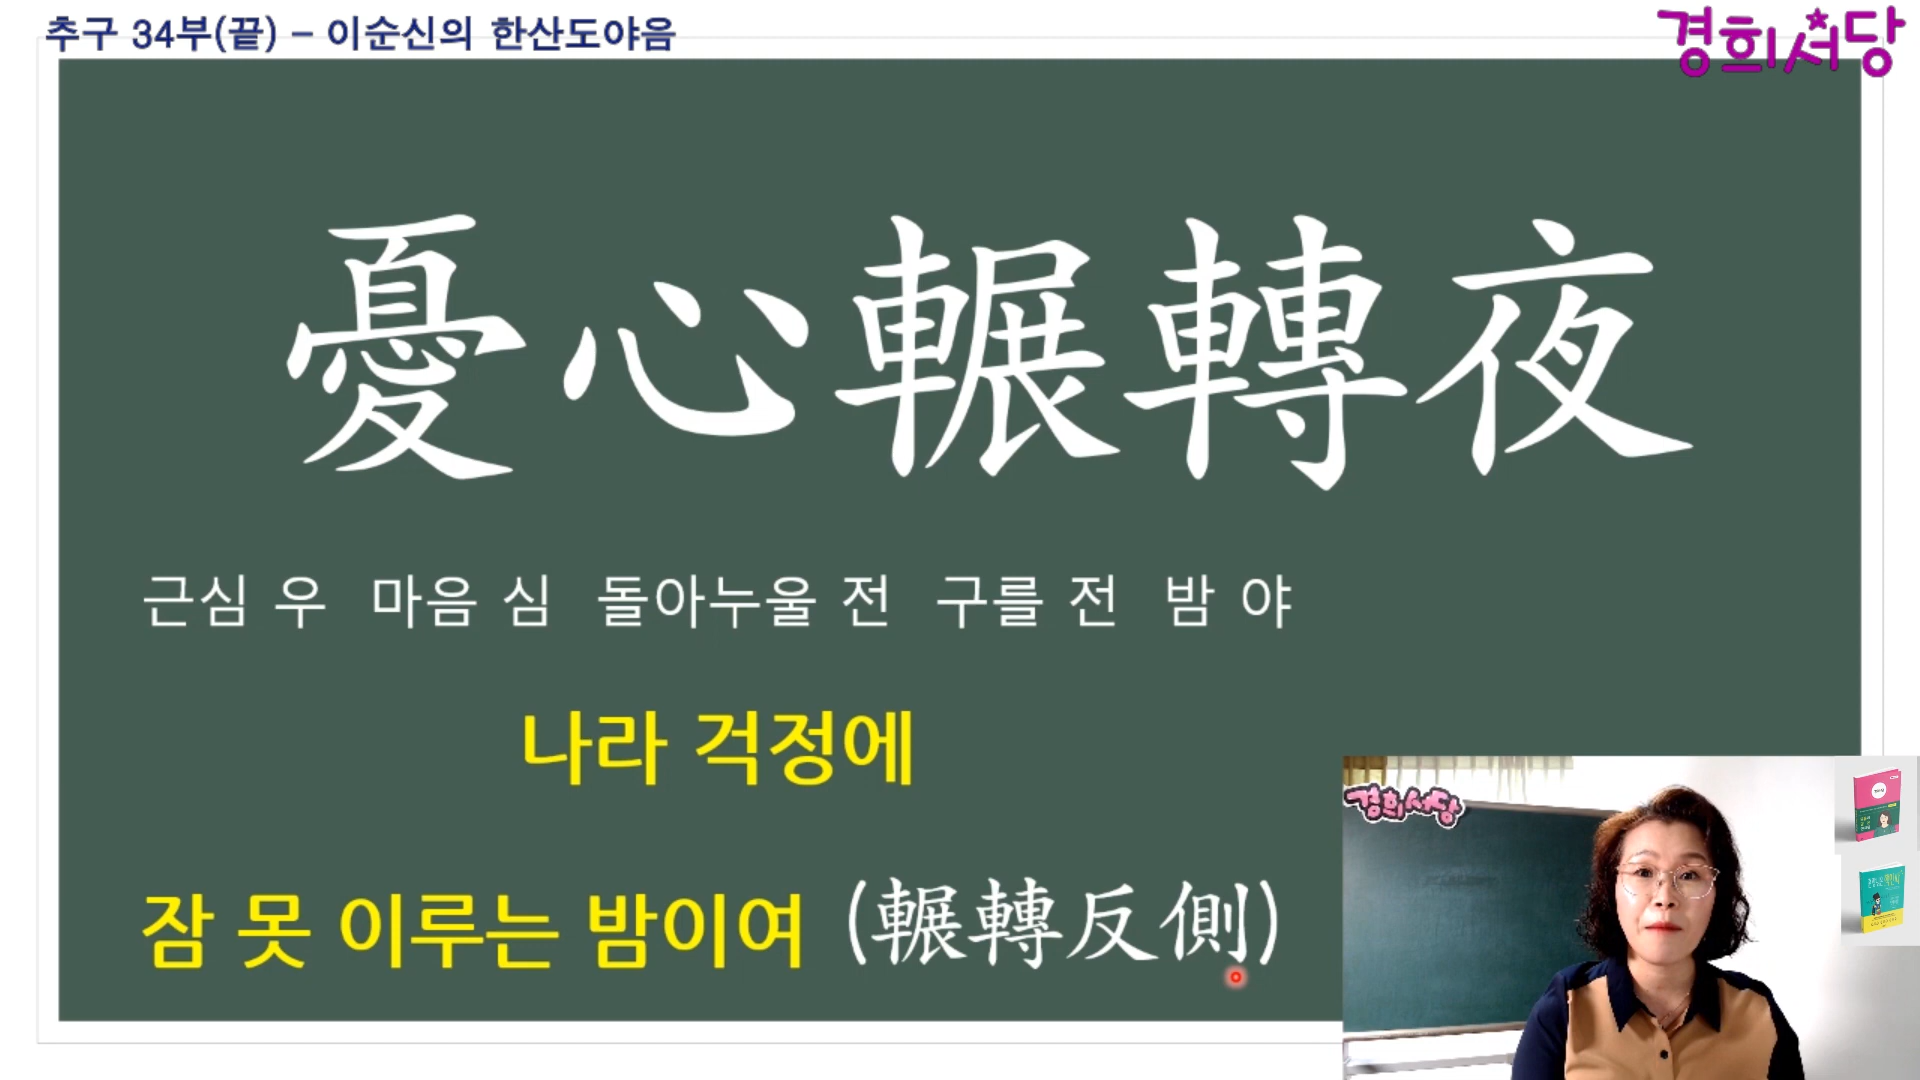 추구 34부(끝) – 이순신의 한산도야음
경희서당
憂心輾轉夜
근심 우 마음 심 돌아누울 전 구를 전 밤 야
나라 걱정에
잠 못 이루는 밤이여 (輾轉反側)
경희서당